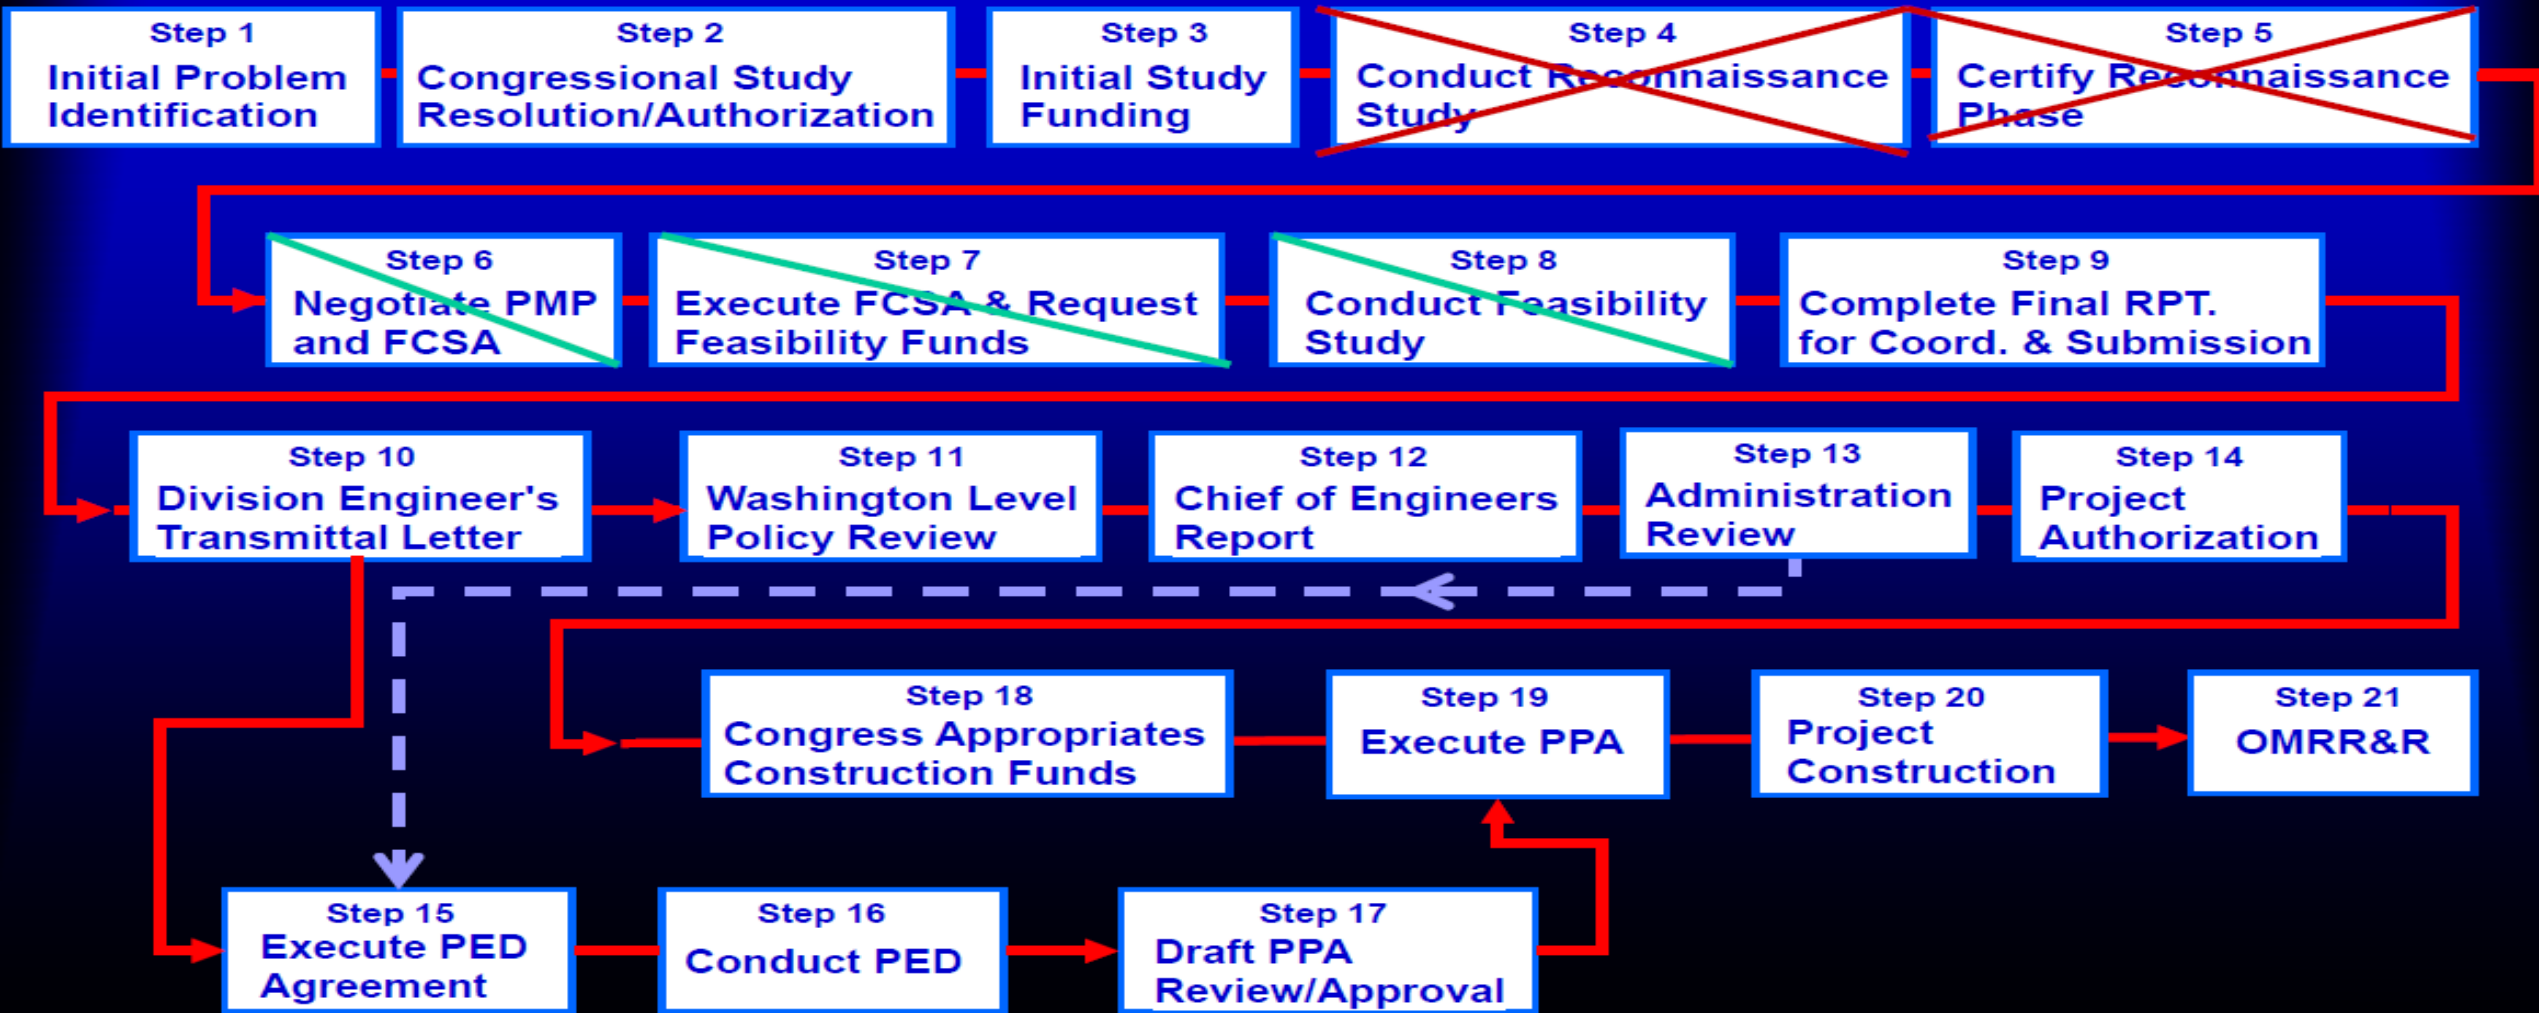 Step 1
Initial Problem
Identification
Step 2
Congressional Study
Resolution/Authorization
Step 3
Initial Study
Funding
Step 4
Conduct Reconnaissance
Study
Step 5
Certify Reconnaissance
Phase
Step 6
Negotiate PMP
and FCSA
Step 7
Execute FCSA & Request
Feasibility Funds
Step 8
Conduct Feasibility
Study
Step 9
Complete Final RPT.
for Coord. & Submission
Step 10
Division Engineer's
Transmittal Letter
Step 11
Washington Level
Policy Review
Step 12
Chief of Engineers
Report
Step 13
Administration
Review
Step 14
Project
Authorization
Step 18
Congress Appropriates
Construction Funds
Step 19
Execute PPA
Step 20
Project
Construction
Step 21
OMRR&R
Step 15
Execute PED
Agreement
Step 16
Conduct PED
Step 17
Draft PPA
Review/Approval